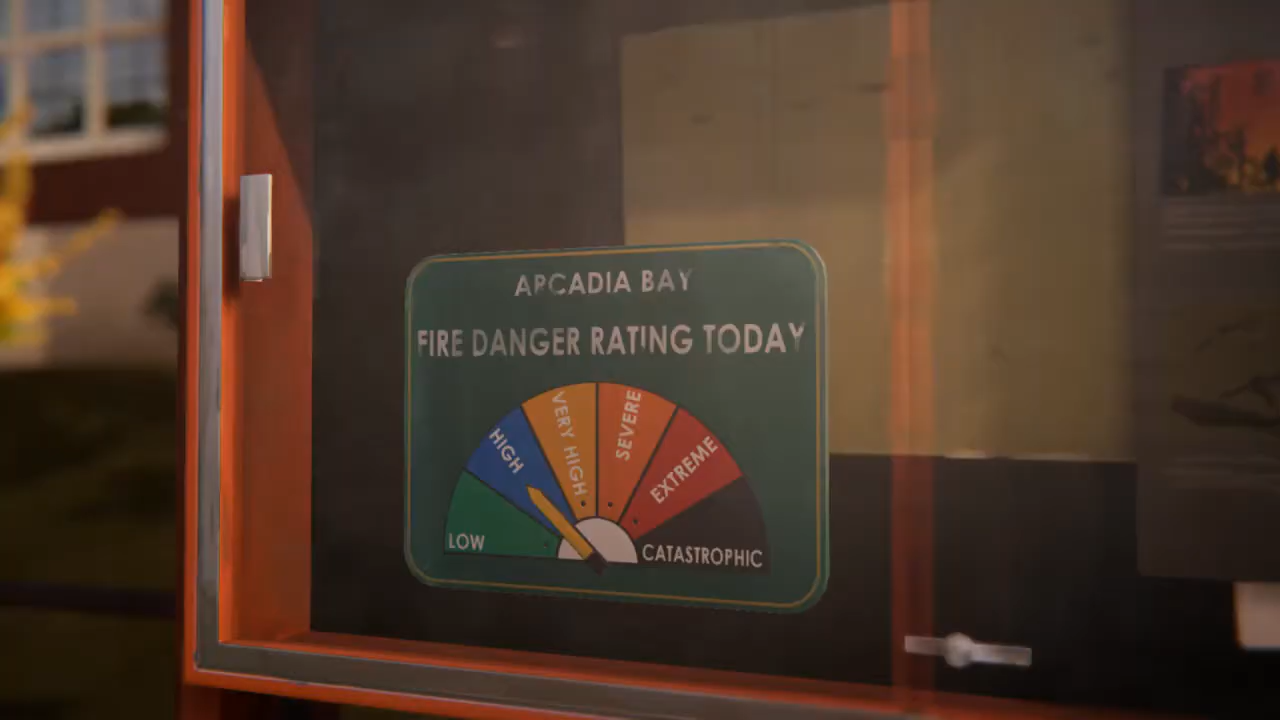 ARCADIA BAY
FIRE DANGER RATING TODAY
LOW
HIGH
VERY HIGH
SEVERE
EXTREME
CATASTROPHIC